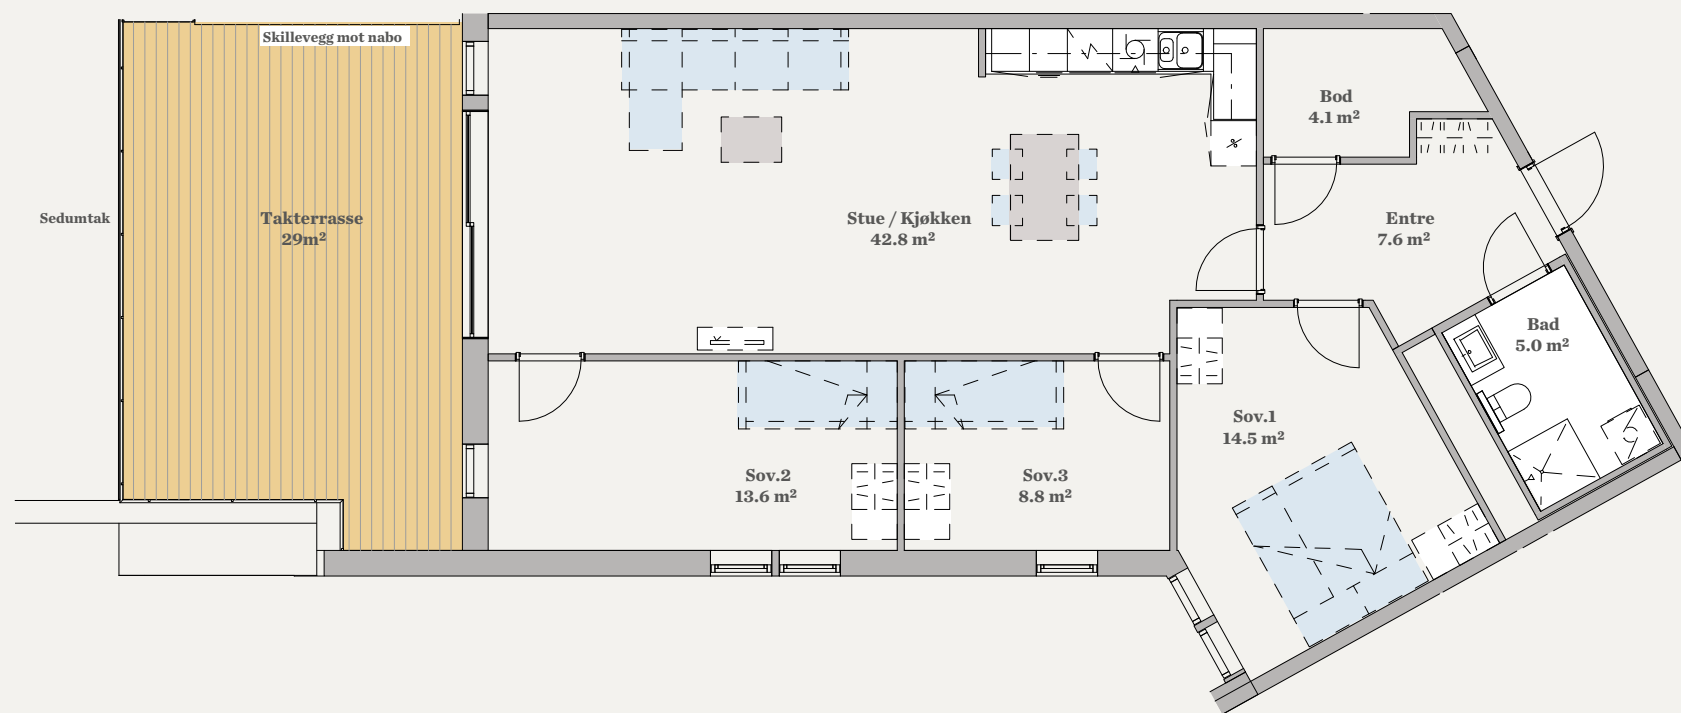 Skillevegg mot nabo
Bod
4.1 m²
Sedumtak
Takterrasse
29m²
Stue / Kjøkken
42.8 m²
Entre
7.6 m²
Bad
5.0 m²
Sov.1
14.5 m²
Sov.2
13.6 m²
Sov.3
8.8 m²